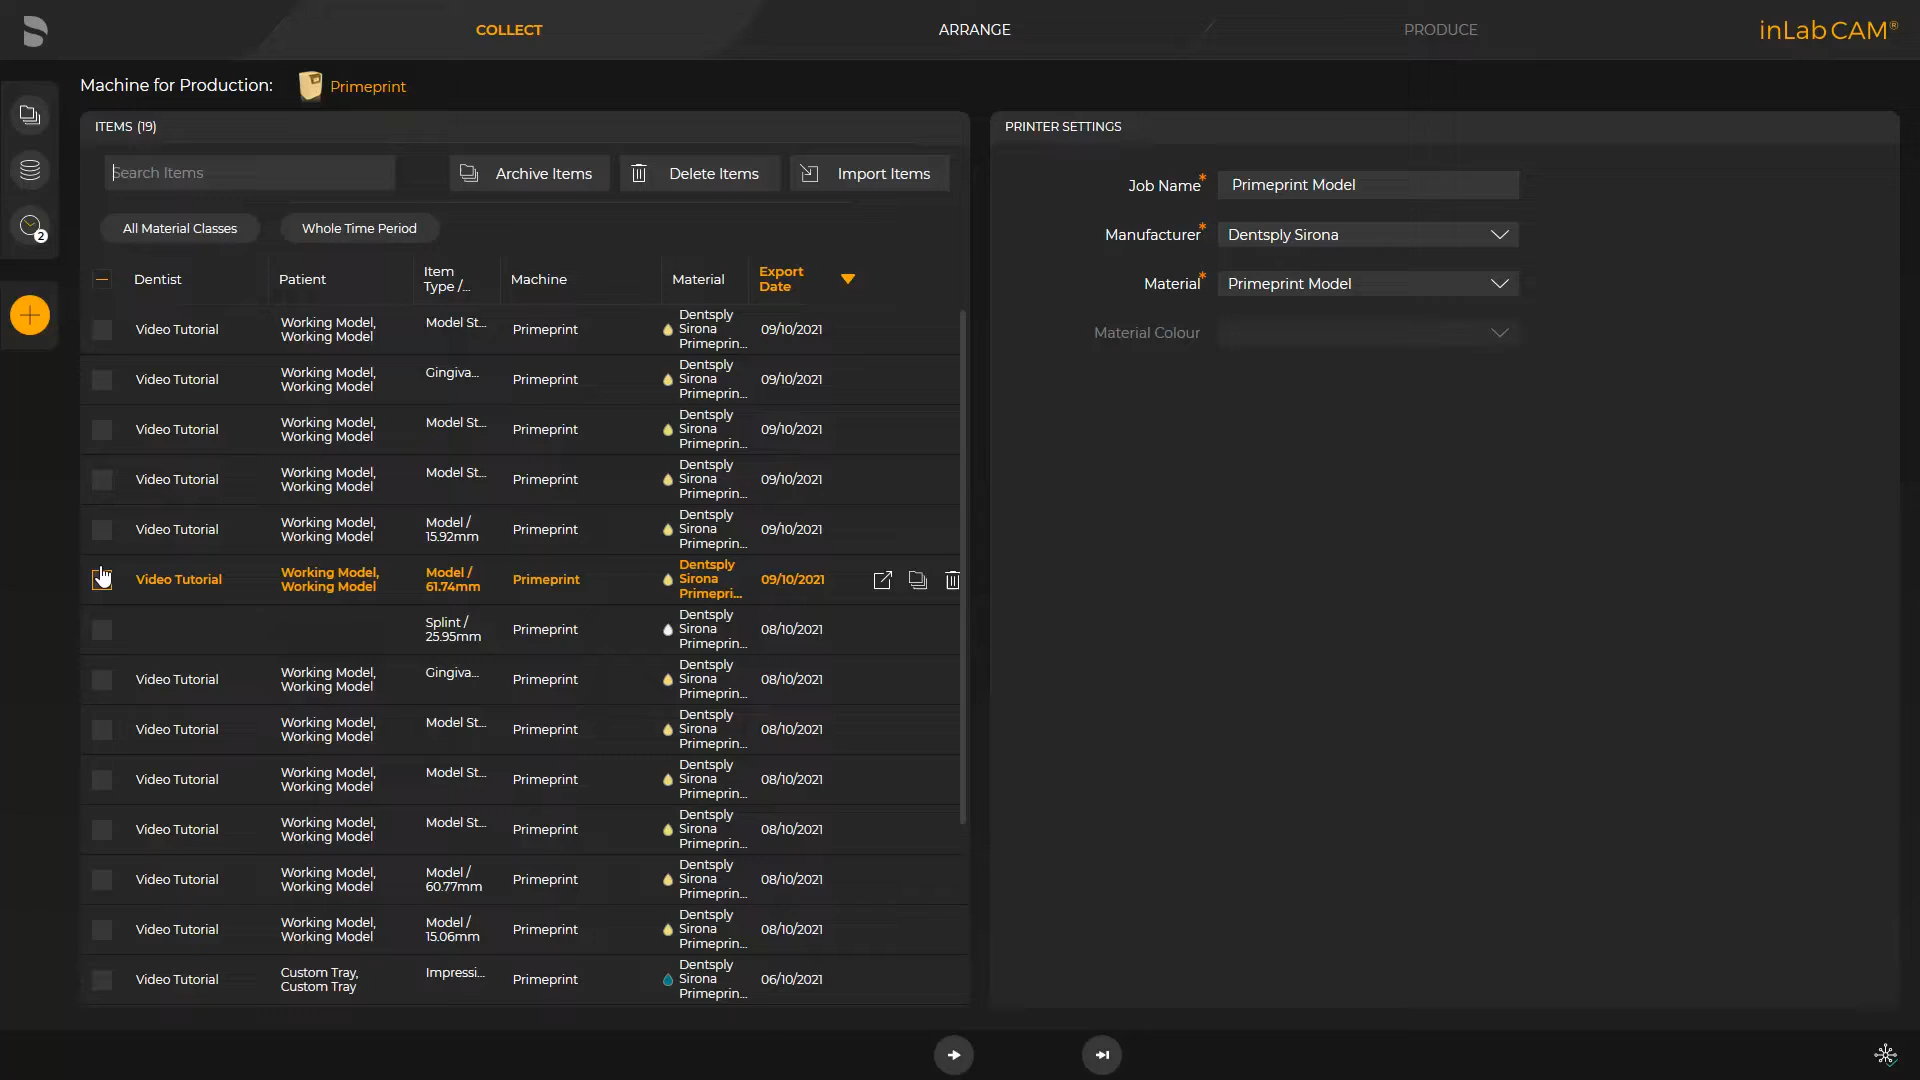 COLLECT
ARRANGE
PRODUCE
inLab CAM®
Machine for Production:
Primeprint
ITEMS (19)
Search Items
Archive Items
Delete Items
Import Items
All Material Classes
Whole Time Period
2
Dentist
Patient
Item
Type /...
Machine
Material
Export
Date
Video Tutorial
Working Model,
Working Model
Model St...
Primeprint
Dentsply
Sirona
Primeprin...
09/10/2021
Video Tutorial
Working Model,
Working Model
Gingiva...
Primeprint
Dentsply
Sirona
Primeprin...
09/10/2021
Video Tutorial
Working Model,
Working Model
Model St...
Primeprint
Dentsply
Sirona
Primeprin...
09/10/2021
Video Tutorial
Working Model,
Working Model
Model St...
Primeprint
Dentsply
Sirona
Primeprin...
09/10/2021
Video Tutorial
Working Model,
Working Model
Model /
15.92mm
Primeprint
Dentsply
Sirona
Primeprin...
09/10/2021
Video Tutorial
Working Model,
Working Model
Model /
61.74mm
Primeprint
Dentsply
Sirona
Primepri...
09/10/2021
Splint /
25.95mm
Primeprint
Dentsply
Sirona
Primeprin...
08/10/2021
Video Tutorial
Working Model,
Working Model
Gingiva...
Primeprint
Dentsply
Sirona
Primeprin...
08/10/2021
Video Tutorial
Working Model,
Working Model
Model St...
Primeprint
Dentsply
Sirona
Primeprin...
08/10/2021
Video Tutorial
Working Model,
Working Model
Model St...
Primeprint
Dentsply
Sirona
Primeprin...
08/10/2021
Video Tutorial
Working Model,
Working Model
Model St...
Primeprint
Dentsply
Sirona
Primeprin...
08/10/2021
Video Tutorial
Working Model,
Working Model
Model /
60.77mm
Primeprint
Dentsply
Sirona
Primeprin...
08/10/2021
Video Tutorial
Working Model,
Working Model
Model /
15.06mm
Primeprint
Dentsply
Sirona
Primeprin...
08/10/2021
Video Tutorial
Custom Tray,
Custom Tray
Impressi...
Primeprint
Dentsply
Sirona
Primeprin...
06/10/2021
PRINTER SETTINGS
Job Name*
Primeprint Model
Manufacturer*
Dentsply Sirona
Material*
Primeprint Model
Material Colour